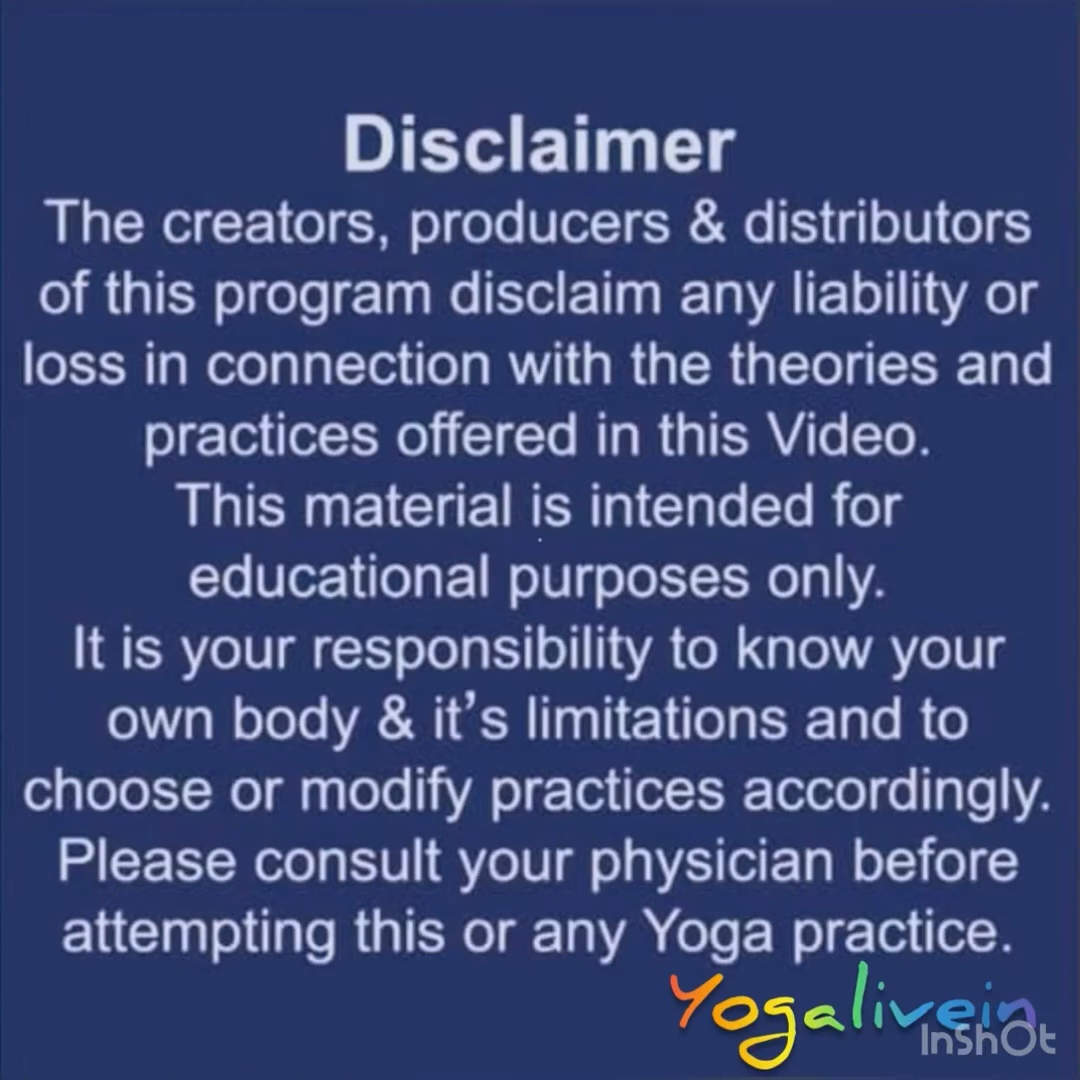 Disclaimer
The creators, producers & distributors
of this program disclaim any liability or
loss in connection with the theories and
practices offered in this Video.
This material is intended for
educational purposes only.
It is your responsibility to know your
own body & it’s limitations and to
choose or modify practices accordingly.
Please consult your physician before
attempting this or any Yoga practice.
Yogalivein
InShOt